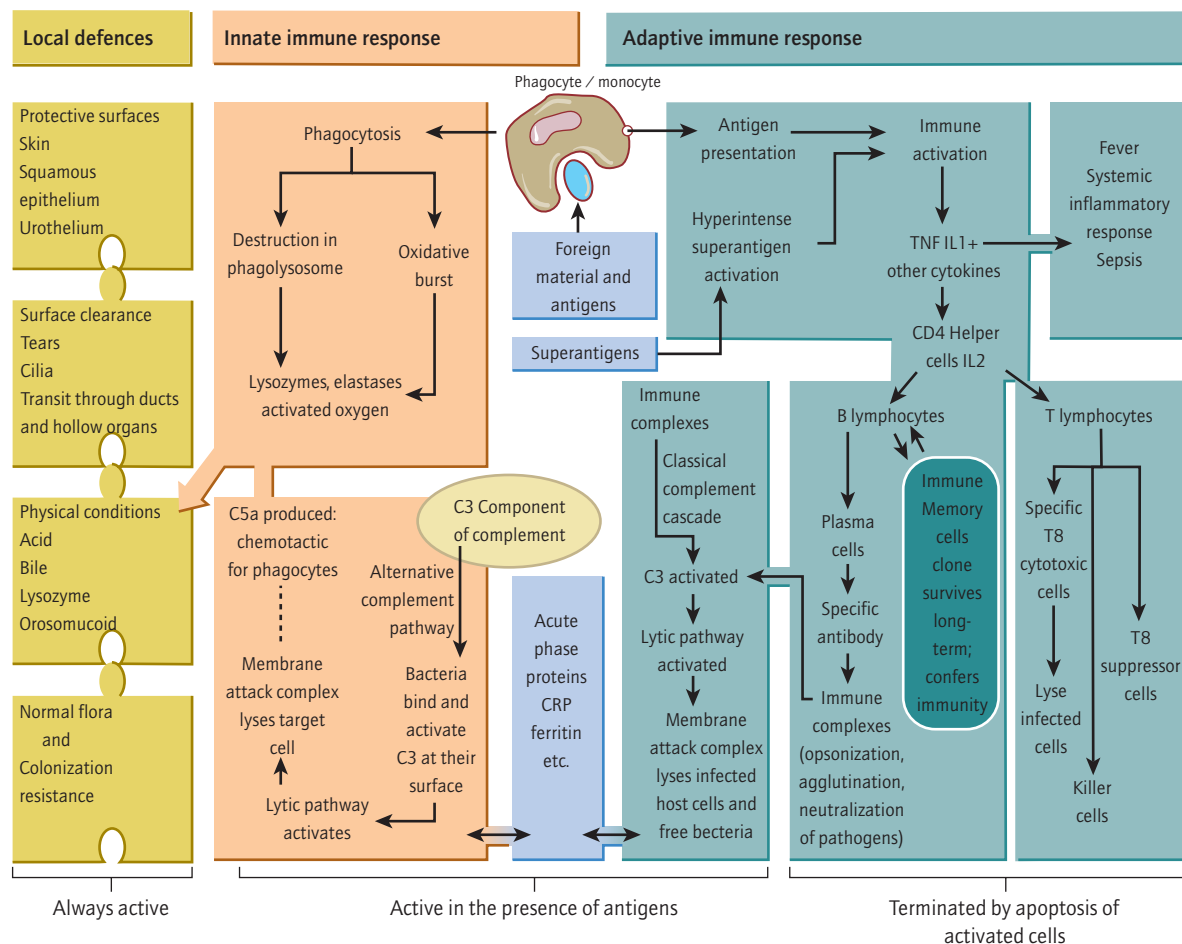 Local defences
Innate immune response
Adaptive immune response
Protective surfaces
Skin
Squamous
epithelium
Urothelium
Surface clearance
Tears
Cilia
Transit through ducts
and hollow organs
Physical conditions
Acid
Bile
Lysozyme
Orosomucoid
Normal flora
and
Colonization
resistance
Always active
Phagocyte / monocyte
Phagocytosis
Destruction in
phagolysosome
Oxidative
burst
Lysozymes, elastases
activated oxygen
Foreign
material and
antigens
Superantigens
C5a produced:
chemotactic
for phagocytes
Membrane
attack complex
lyses target
cell
Lytic pathway
activates
C3 Component
of complement
Alternative
complement
pathway
Bacteria
bind and
activate
C3 at their
surface
Acute
phase
proteins
CRP
ferritin
etc.
Active in the presence of antigens
Antigen
presentation
Immune
activation
Hyperintense
superantigen
activation
TNF IL1+
other cytokines
Fever
Systemic
inflammatory
response
Sepsis
CD4 Helper
cells IL2
Immune
complexes
Classical
complement
cascade
C3 activated
Lytic pathway
activated
Membrane
attack complex
lyses infected
host cells and
free becteria
B lymphocytes
Plasma
cells
Specific
antibody
Immune
complexes
(opsonization,
agglutination,
neutralization
of pathogens)
Immune
Memory
cells
clone
survives
long-
term;
confers
immunity
T lymphocytes
Specific
T8
cytotoxic
cells
Lyse
infected
cells
T8
suppressor
cells
Killer
cells
Terminated by apoptosis of
activated cells